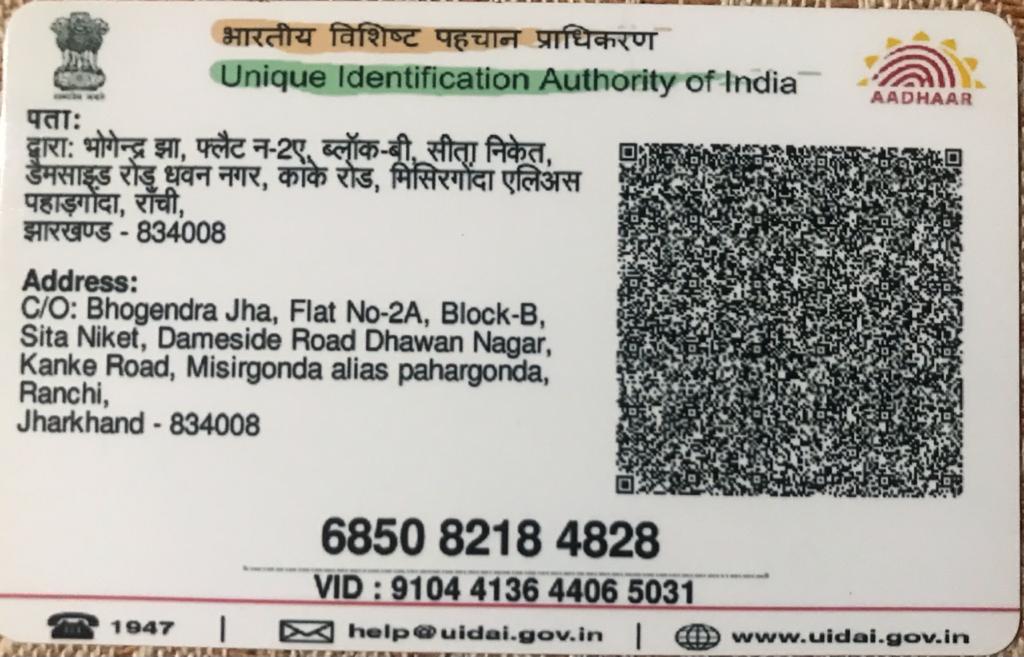 भारतीय विशिष्ट पहचान प्राधिकरण
Unique Identification Authority of India
AADHAAR
पता:
द्वारा: भोगेन्द्र झा, फ्लैट न-2ए, ब्लॉक-बी, सीता निकेत,
डैमसाइड रोड धवन नगर, कांके रोड, मिसिरगोंदा एलिअस
पहाड़गोंदा, राँची,
झारखण्ड - 834008
Address:
C/O: Bhogendra Jha, Flat No-2A, Block-B,
Sita Niket, Dameside Road Dhawan Nagar,
Kanke Road, Misirgonda alias pahargonda,
Ranchi,
Jharkhand - 834008
6850 8218 4828
VID : 9104 4136 4406 5031
1947 | help@uidai.gov.in | www.uidai.gov.in